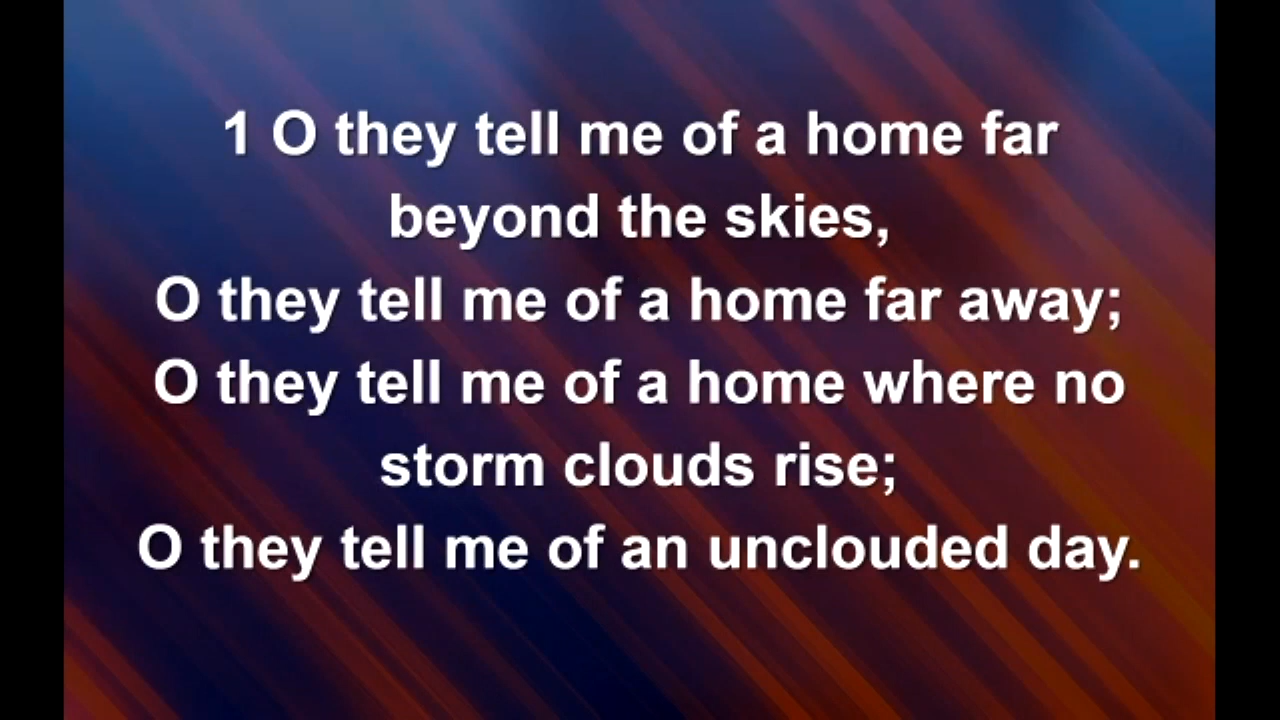 1 O they tell me of a home far
beyond the skies,
O they tell me of a home far away;
O they tell me of a home where no
storm clouds rise;
O they tell me of an unclouded day.